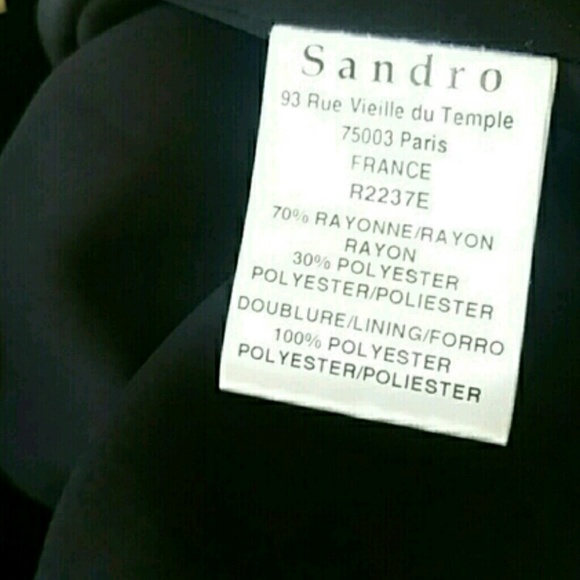 Sandro
93 Rue Vieille du Temple
75003 Paris
FRANCE
R2237E
70% RAYONNE/RAYON
RAYON
30% POLYESTER
POLYESTER/POLIESTER
DOUBLURE/LINING/FORRO
100% POLYESTER
POLYESTER/POLIESTER